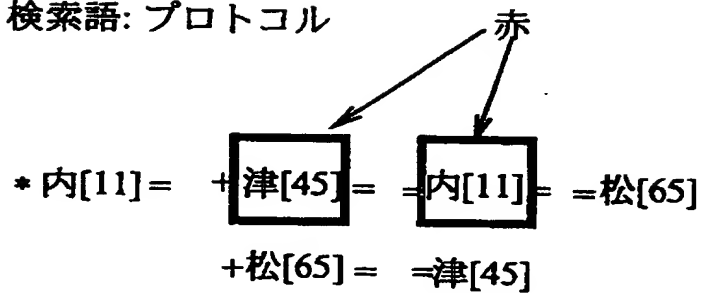 検索語: プロトコル
赤
* 内[11] = +津[45] = =内[11] = =松[65]
+松[65] = =津[45]